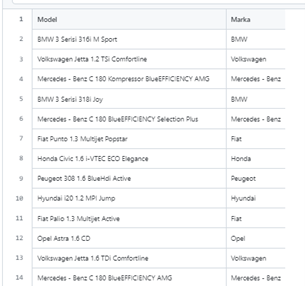 1 Model Marka
2 BMW 3 Serisi 316i M Sport BMW
3 Volkswagen Jetta 1.2 TSi Comfortline Volkswagen
4 Mercedes - Benz C 180 Kompressor BlueEFFICIENCY AMG Mercedes - Benz
5 BMW 3 Serisi 318i Joy BMW
6 Mercedes - Benz C 180 BlueEFFICIENCY Selection Plus Mercedes - Benz
7 Fiat Punto 1.3 Multijet Popstar Fiat
8 Honda Civic 1.6 i-VTEC ECO Elegance Honda
9 Peugeot 308 1.6 BlueHdi Active Peugeot
10 Hyundai i20 1.2 MPI Jump Hyundai
11 Fiat Palio 1.3 Multijet Active Fiat
12 Opel Astra 1.6 CD Opel
13 Volkswagen Jetta 1.6 TDi Comfortline Volkswagen
14 Mercedes - Benz C 180 BlueEFFICIENCY AMG Mercedes - Benz